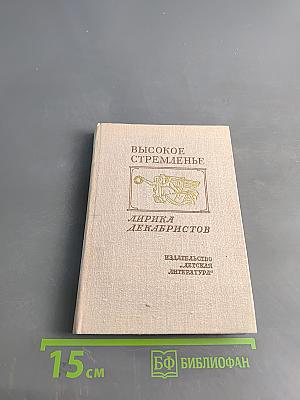 ВЫСОКОЕ
СТРЕМЛЕНЬЕ
ЛИРИКА
ДЕКАБРИСТОВ
ИЗДАТЕЛЬСТВО
„ДЕТСКАЯ
ЛИТЕРАТУРА"
15 см
БФ БИБЛИОФАН